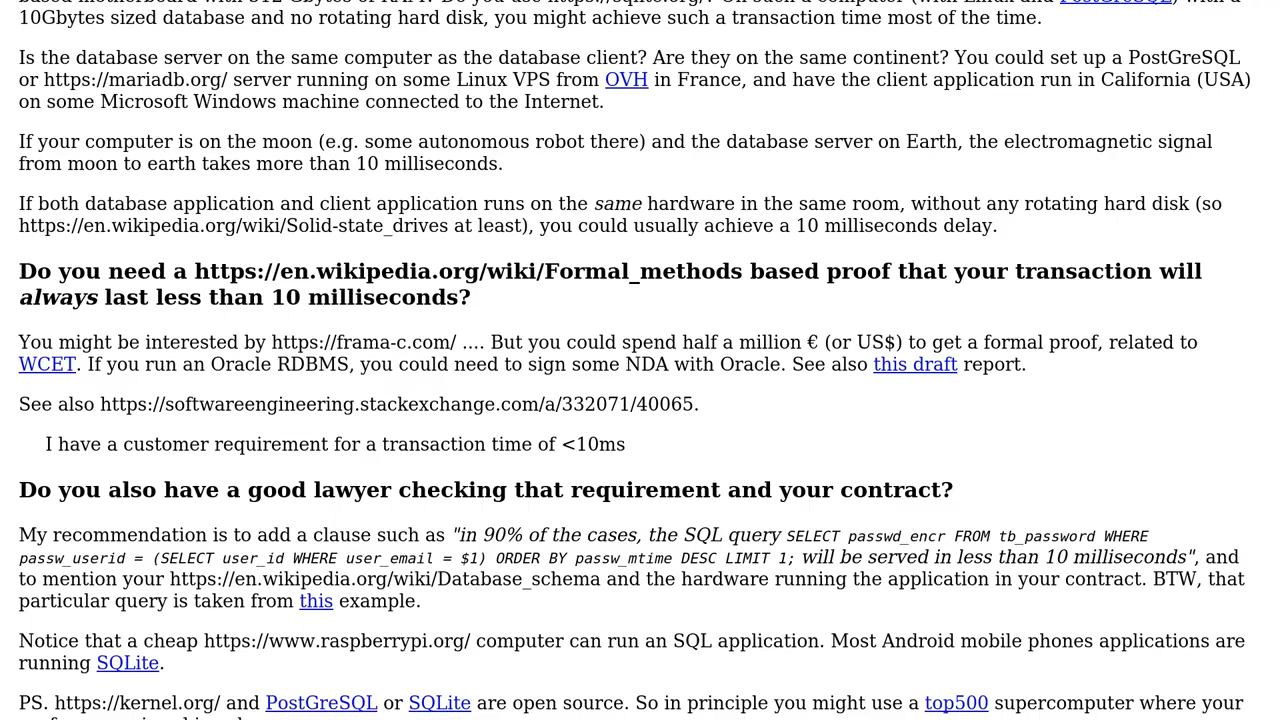 10Gbytes sized database and no rotating hard disk, you might achieve such a transaction time most of the time.
Is the database server on the same computer as the database client? Are they on the same continent? You could set up a PostGreSQL
or https://mariadb.org/ server running on some Linux VPS from OVH in France, and have the client application run in California (USA)
on some Microsoft Windows machine connected to the Internet.
If your computer is on the moon (e.g. some autonomous robot there) and the database server on Earth, the electromagnetic signal
from moon to earth takes more than 10 milliseconds.
If both database application and client application runs on the same hardware in the same room, without any rotating hard disk (so
https://en.wikipedia.org/wiki/Solid-state_drives at least), you could usually achieve a 10 milliseconds delay.
Do you need a https://en.wikipedia.org/wiki/Formal_methods based proof that your transaction will
always last less than 10 milliseconds?
You might be interested by https://frama-c.com/ .... But you could spend half a million € (or US$) to get a formal proof, related to
WCET. If you run an Oracle RDBMS, you could need to sign some NDA with Oracle. See also this draft report.
See also https://softwareengineering.stackexchange.com/a/332071/40065.
I have a customer requirement for a transaction time of <10ms
Do you also have a good lawyer checking that requirement and your contract?
My recommendation is to add a clause such as "in 90% of the cases, the SQL query SELECT passwd_encr FROM tb_password WHERE
passw_userid = (SELECT user_id WHERE user_email = $1) ORDER BY passw_mtime DESC LIMIT 1; will be served in less than 10 milliseconds", and
to mention your https://en.wikipedia.org/wiki/Database_schema and the hardware running the application in your contract. BTW, that
particular query is taken from this example.
Notice that a cheap https://www.raspberrypi.org/ computer can run an SQL application. Most Android mobile phones applications are
running SQLite.
PS. https://kernel.org/ and PostGreSQL or SQLite are open source. So in principle you might use a top500 supercomputer where your